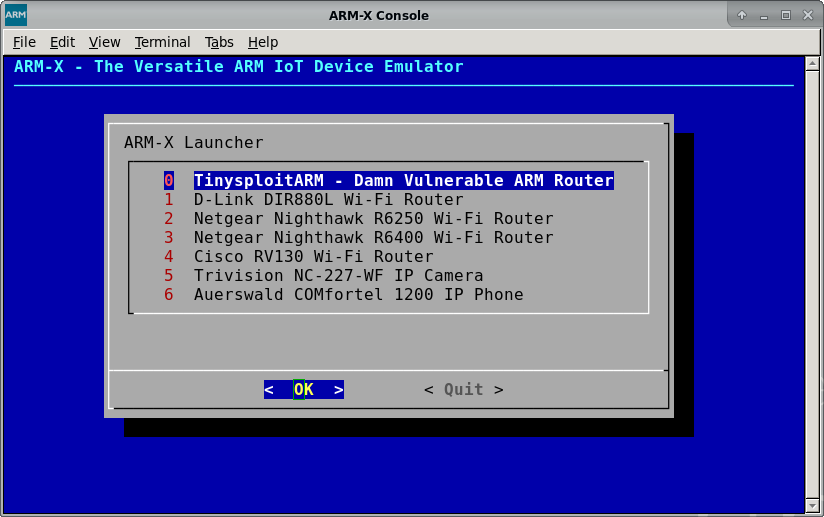 ARM
ARM-X Console
File Edit View Terminal Tabs Help
ARM-X - The Versatile ARM IoT Device Emulator
ARM-X Launcher
0 TinysploitARM - Damn Vulnerable ARM Router
1 D-Link DIR880L Wi-Fi Router
2 Netgear Nighthawk R6250 Wi-Fi Router
3 Netgear Nighthawk R6400 Wi-Fi Router
4 Cisco RV130 Wi-Fi Router
5 Trivision NC-227-WF IP Camera
6 Auerswald COMfortel 1200 IP Phone
< OK > < Quit >